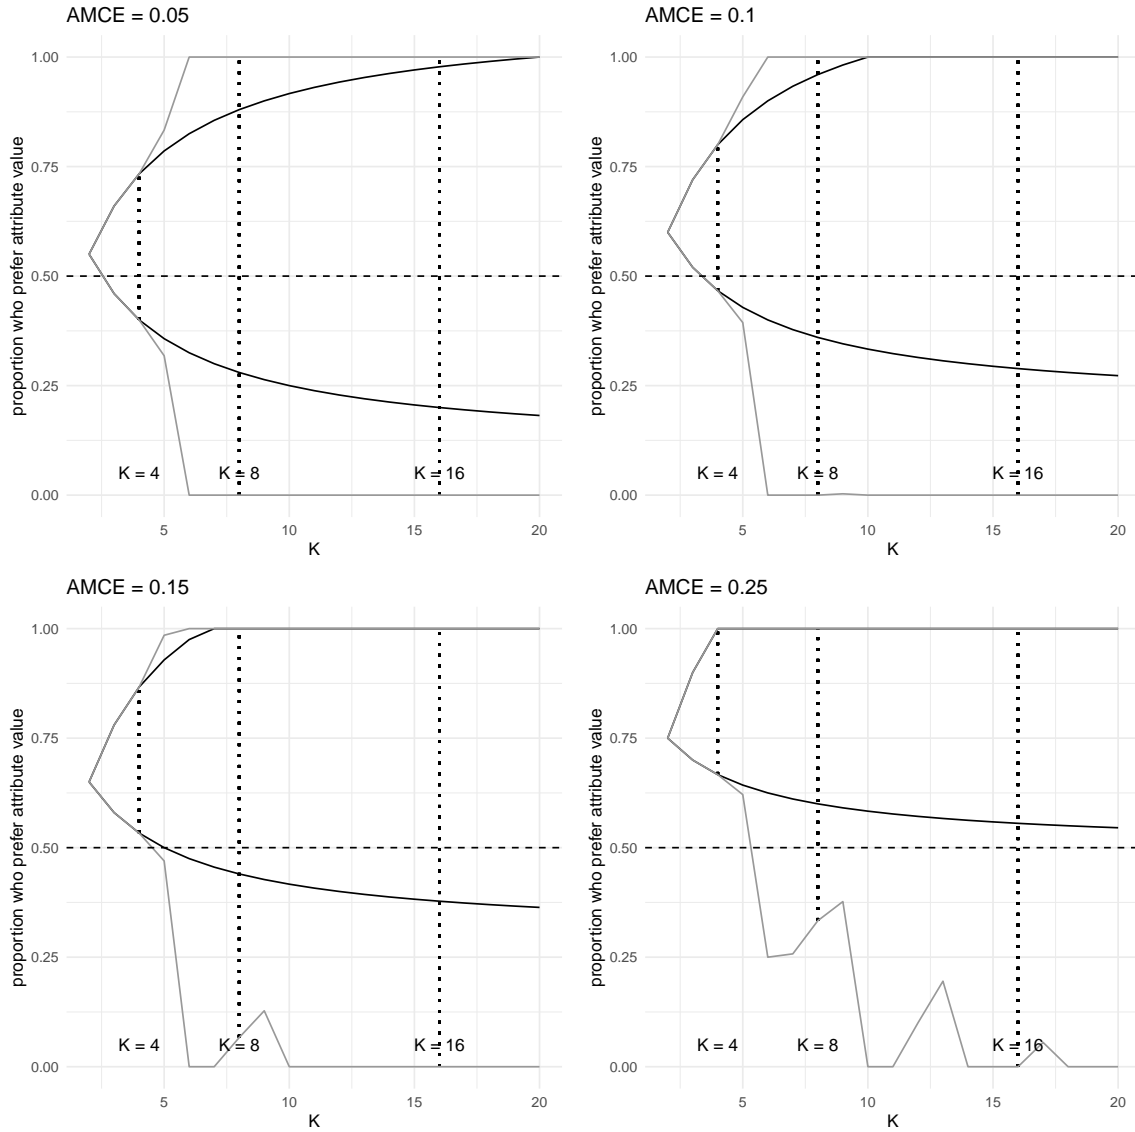 AMCE = 0.05
1.00
0.75
0.50
0.25
0.00
proportion who prefer attribute value
K = 4
K = 8
K = 16
5
10
15
20
K
AMCE = 0.1
1.00
0.75
0.50
0.25
0.00
proportion who prefer attribute value
K = 4
K = 8
K = 16
5
10
15
20
K
AMCE = 0.15
1.00
0.75
0.50
0.25
0.00
proportion who prefer attribute value
K = 4
K = 8
K = 16
5
10
15
20
K
AMCE = 0.25
1.00
0.75
0.50
0.25
0.00
proportion who prefer attribute value
K = 4
K = 8
K = 16
5
10
15
20
K